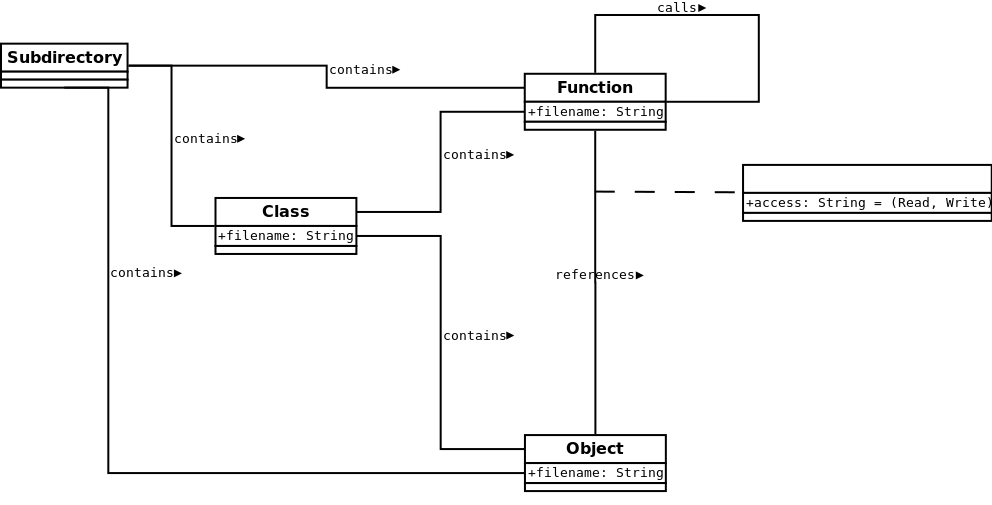 calls▶
Subdirectory
contains▶
Function
+filename: String
contains▶
contains▶
+access: String = (Read, Write)
Class
+filename: String
contains▶
references▶
contains▶
Object
+filename: String